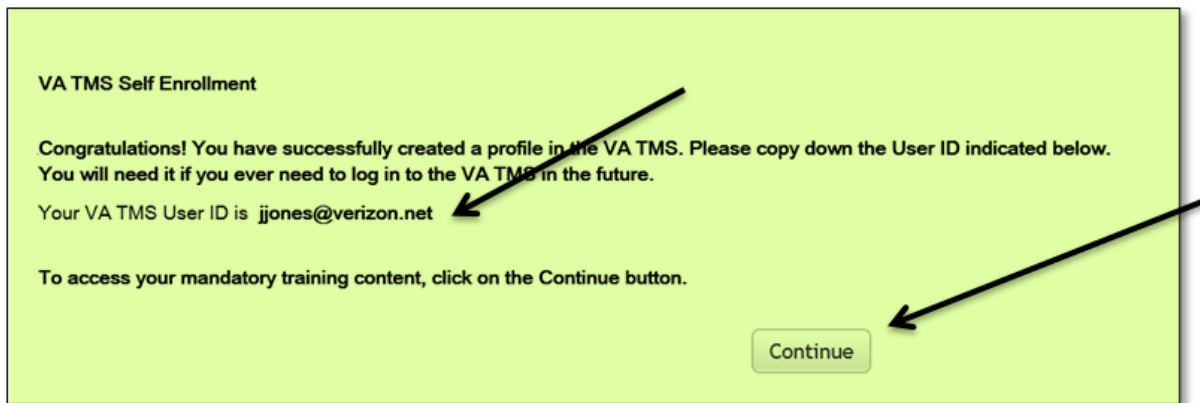 VA TMS Self Enrollment
Congratulations! You have successfully created a profile in the VA TMS. Please copy down the User ID indicated below.
You will need it if you ever need to log in to the VA TMS in the future.
Your VA TMS User ID is jjones@verizon.net
To access your mandatory training content, click on the Continue button.
Continue